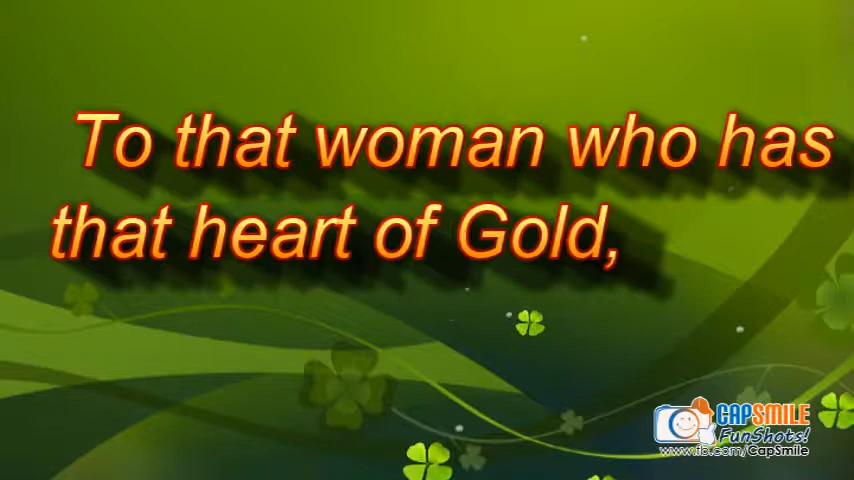 To that woman who has
that heart of Gold,
CAPSMILE
FunShots!
www.fb.com/CapSmile